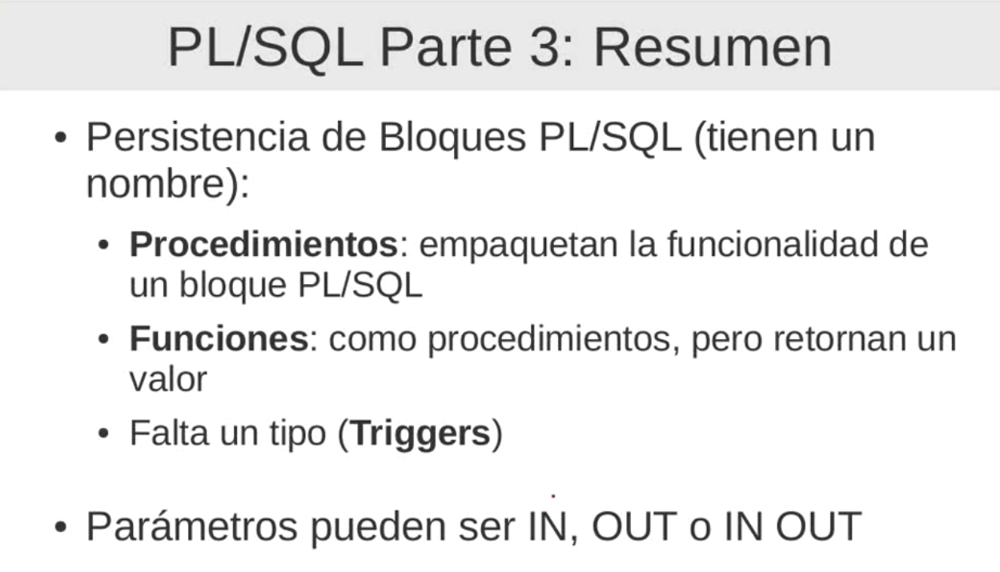 PL/SQL Parte 3: Resumen
• Persistencia de Bloques PL/SQL (tienen un
nombre):
• Procedimientos: empaquetan la funcionalidad de
un bloque PL/SQL
• Funciones: como procedimientos, pero retornan un
valor
• Falta un tipo (Triggers)
• Parámetros pueden ser IN, OUT o IN OUT